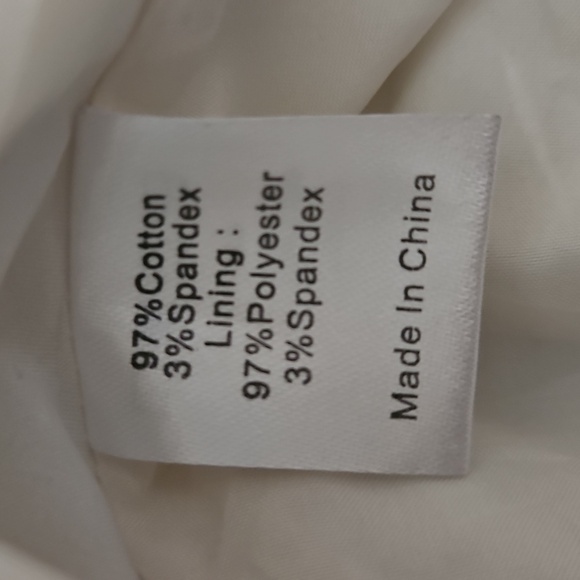 97%Cotton
3%Spandex
Lining :
97%Polyester
3%Spandex
Made In China